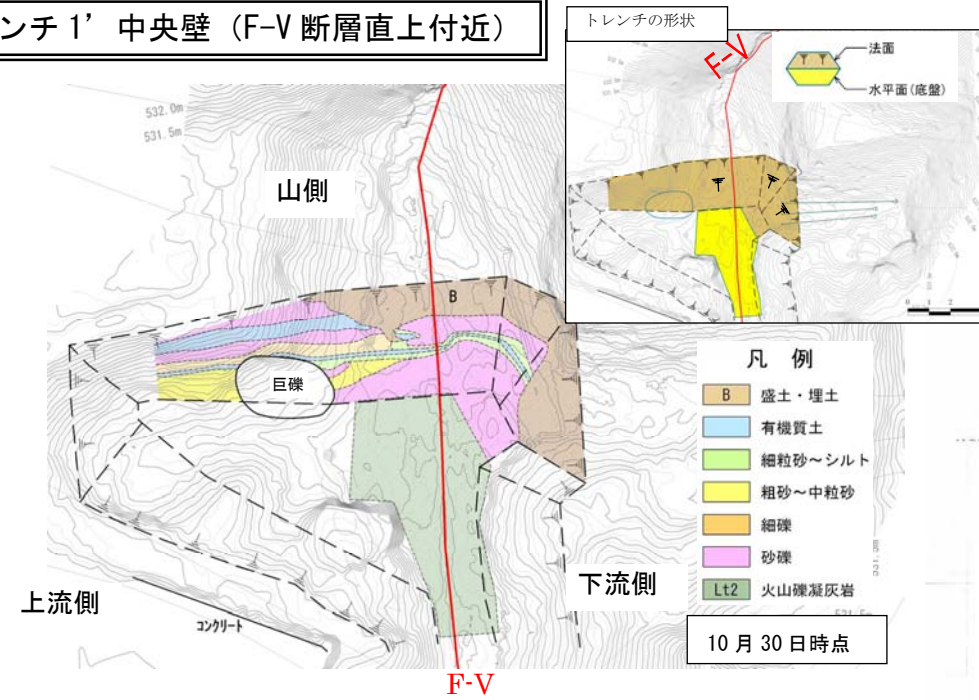 ンチ 1’ 中央壁（F-V 断層直上付近）
トレンチの形状
F-V
法面
水平面(底盤)
0 1 2
532.0m
531.5m
山側
B
巨礫
上流側
コンクリート
下流側
F-V
凡 例
B 盛土・埋土
有機質土
細粒砂～シルト
粗砂～中粒砂
細礫
砂礫
Lt2 火山礫凝灰岩
10 月 30 日時点